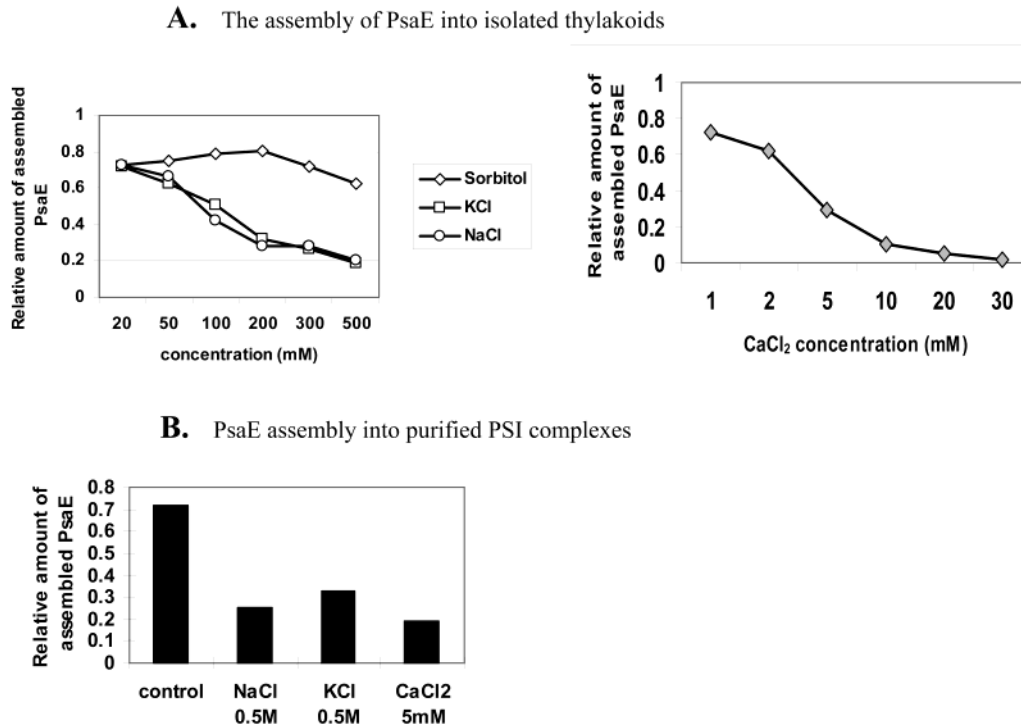 A. The assembly of PsaE into isolated thylakoids
Relative amount of assembled
PsaE
1
0.8
0.6
0.4
0.2
0
20 50 100 200 300 500
concentration (mM)
Sorbitol
KCl
NaCl
Relative amount of
assembled PsaE
1
0.8
0.6
0.4
0.2
0
1 2 5 10 20 30
CaCl₂ concentration (mM)
B. PsaE assembly into purified PSI complexes
Relative amount of
assembled PsaE
0.8
0.7
0.6
0.5
0.4
0.3
0.2
0.1
0
control NaCl KCl CaCl2
0.5M 0.5M 5mM